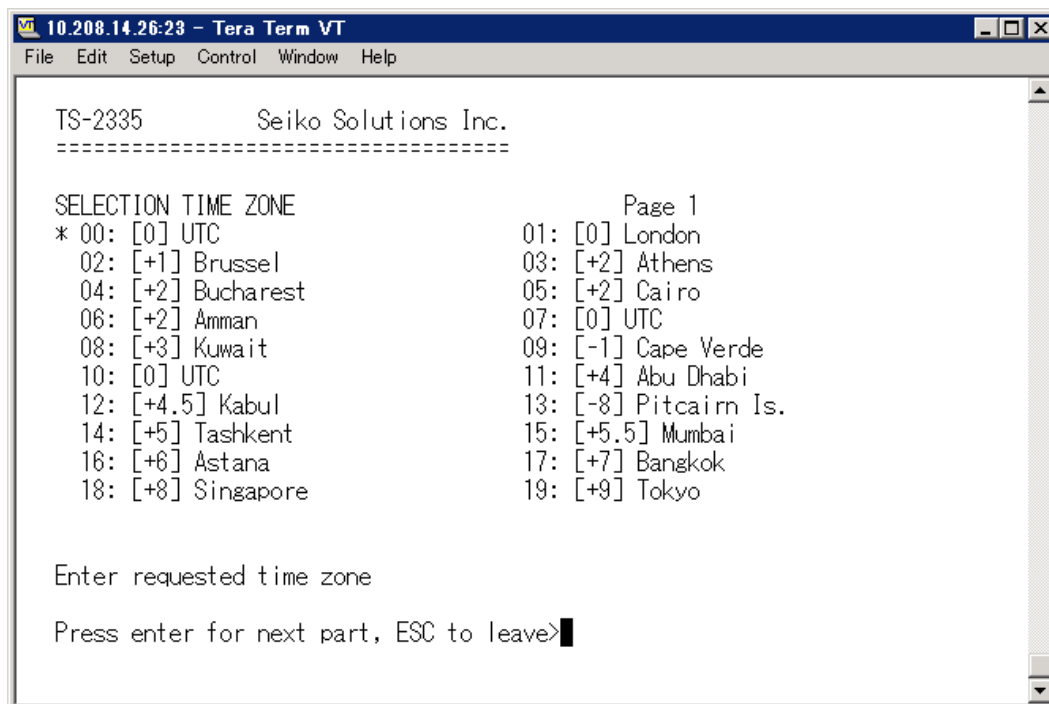 10.208.14.26:23 - Tera Term VT
File Edit Setup Control Window Help
TS-2335 Seiko Solutions Inc.
====================================
SELECTION TIME ZONE Page 1
* 00: [0] UTC 01: [0] London
02: [+1] Brussel 03: [+2] Athens
04: [+2] Bucharest 05: [+2] Cairo
06: [+2] Amman 07: [0] UTC
08: [+3] Kuwait 09: [-1] Cape Verde
10: [0] UTC 11: [+4] Abu Dhabi
12: [+4.5] Kabul 13: [-8] Pitcairn Is.
14: [+5] Tashkent 15: [+5.5] Mumbai
16: [+6] Astana 17: [+7] Bangkok
18: [+8] Singapore 19: [+9] Tokyo
Enter requested time zone
Press enter for next part, ESC to leave>